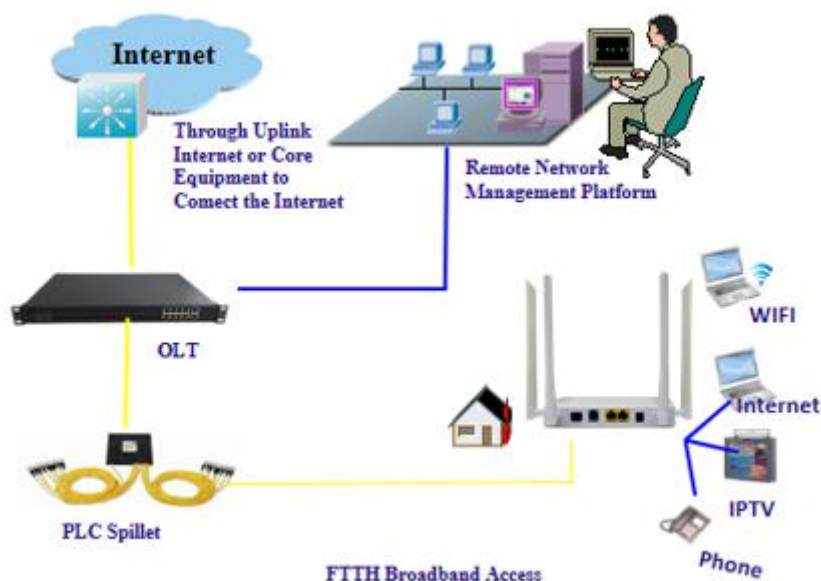 Internet
Through Uplink
Internet or Core
Equipment to
Comect the Internet
Remote Network
Management Platform
OLT
WIFI
Internet
IPTV
Phone
PLC Spillet
FTTH Broadband Access